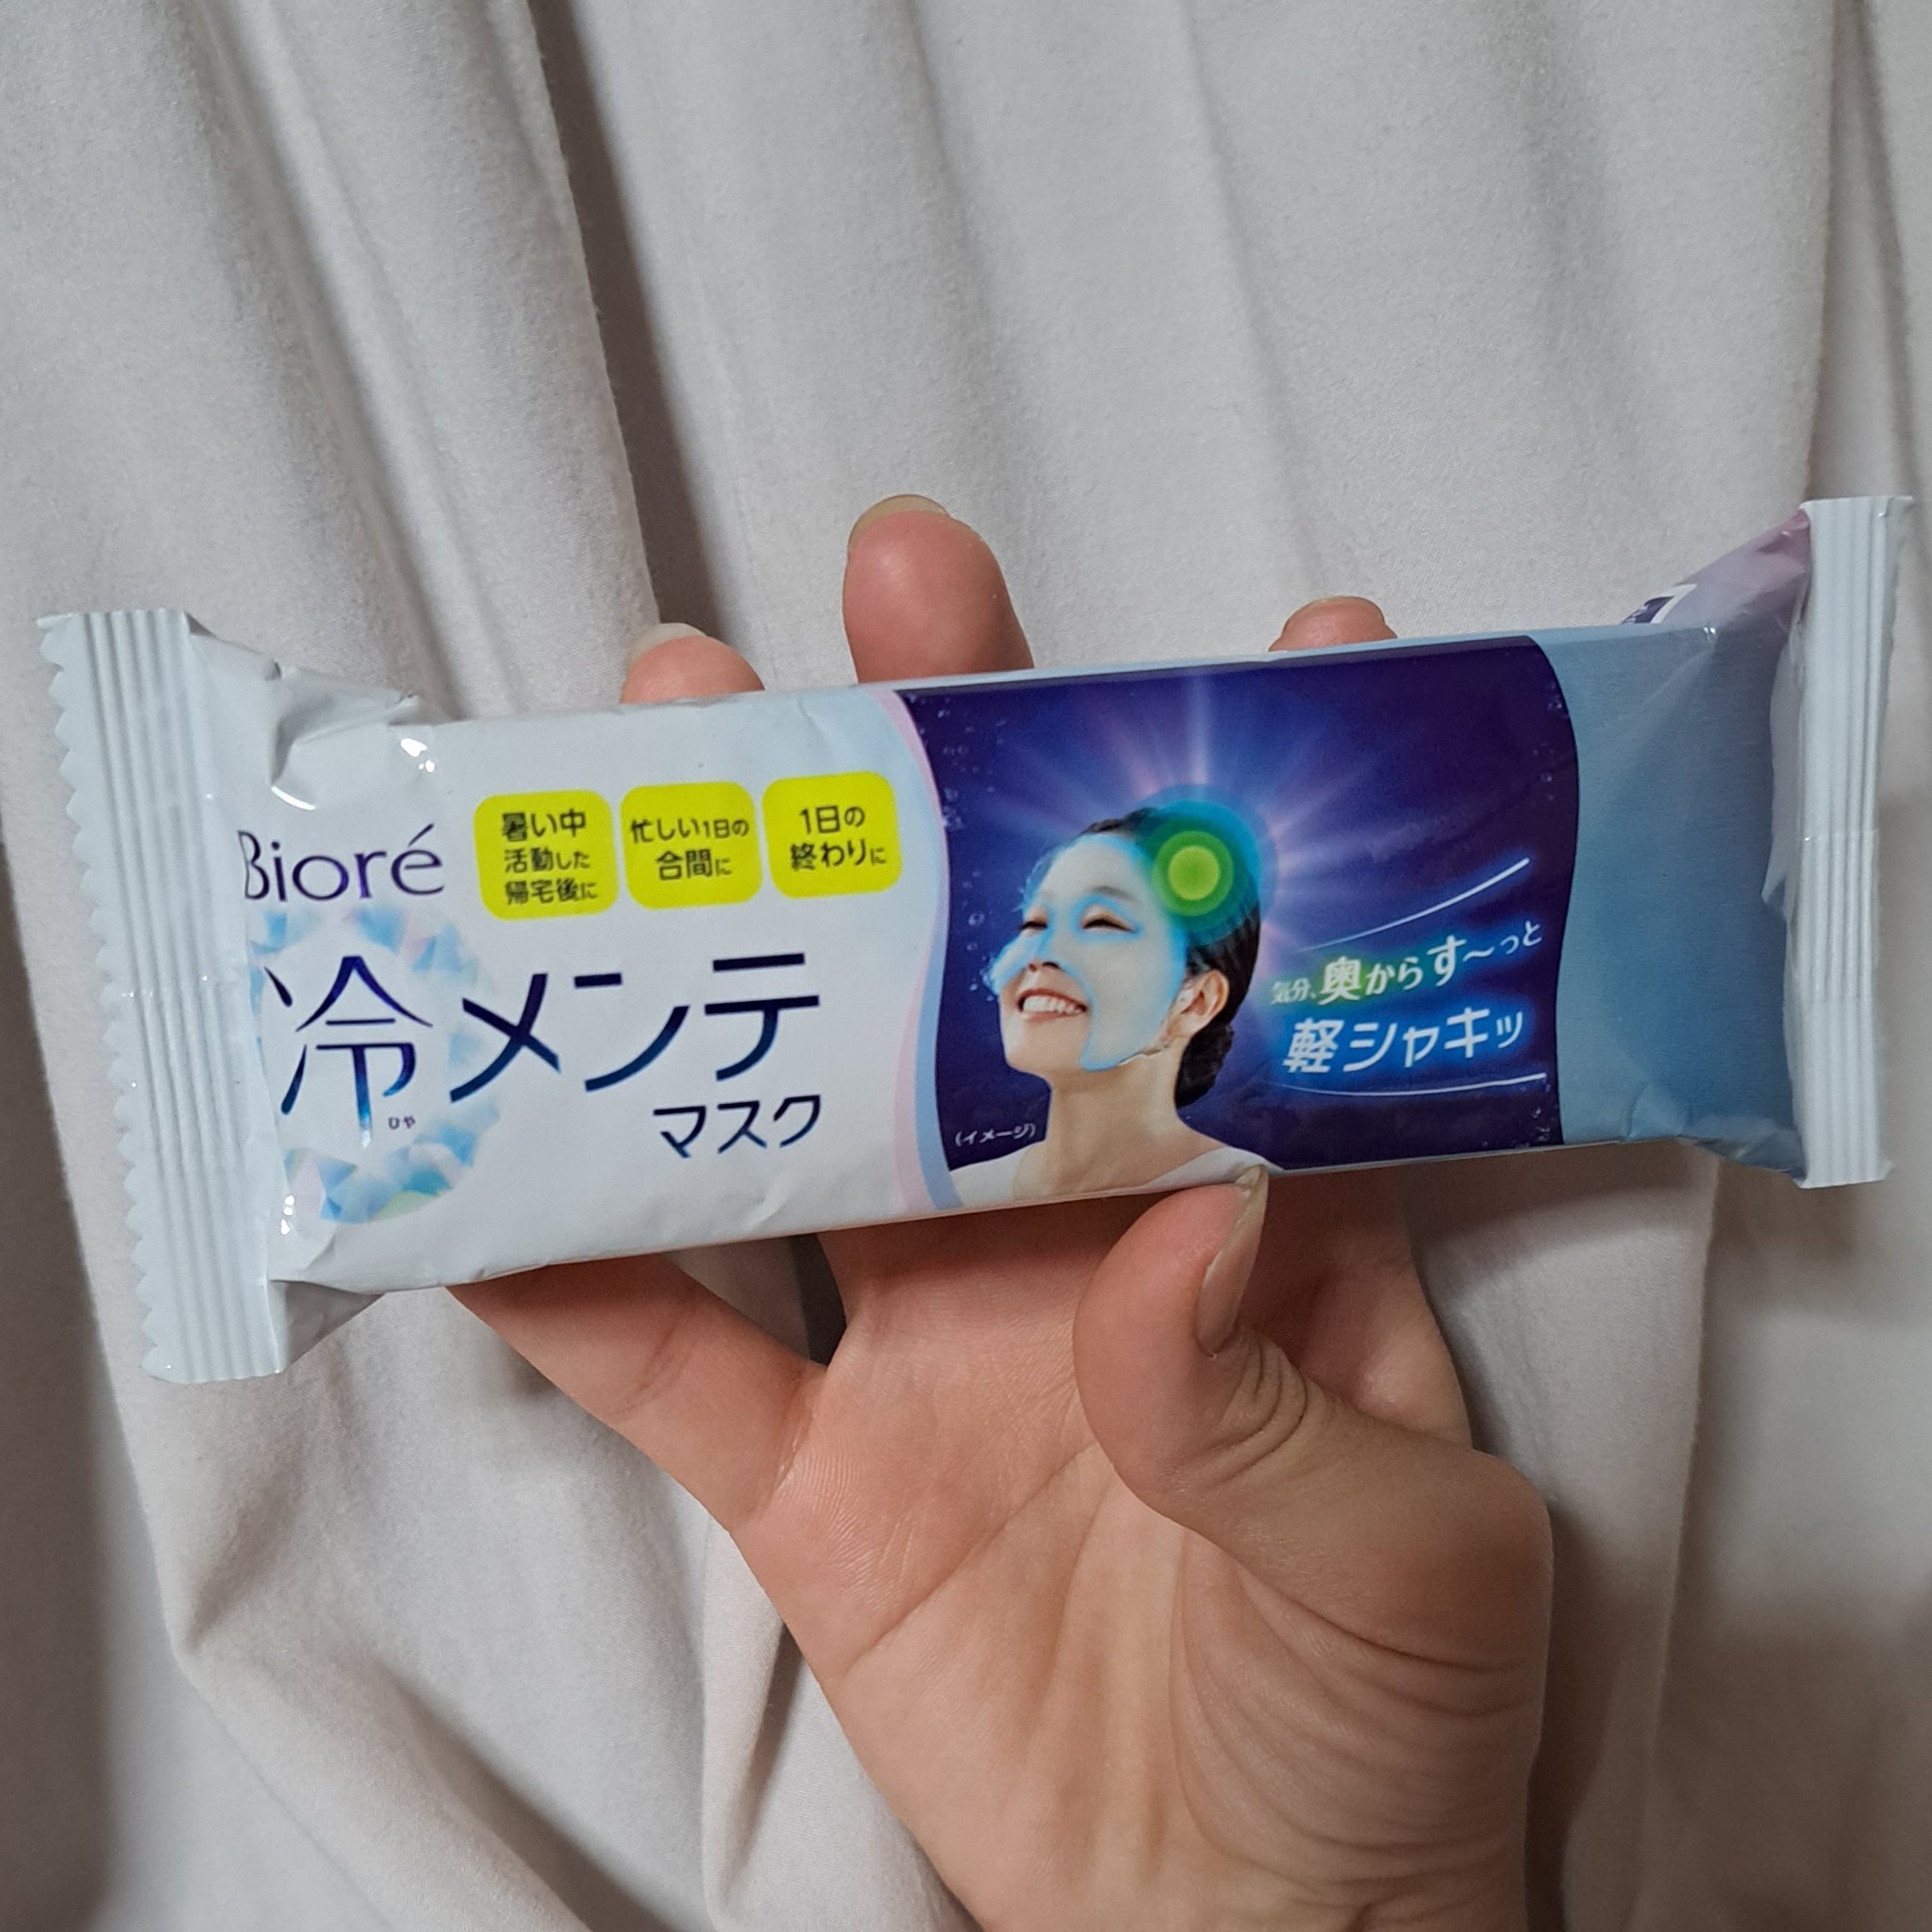 Bioré
暑い中
活動した
帰宅後に
忙しい1日の
合間に
1日の
終わりに
冷メンテ
ひや
マスク
気分、奥からす～っと
軽シャキッ
(イメージ)